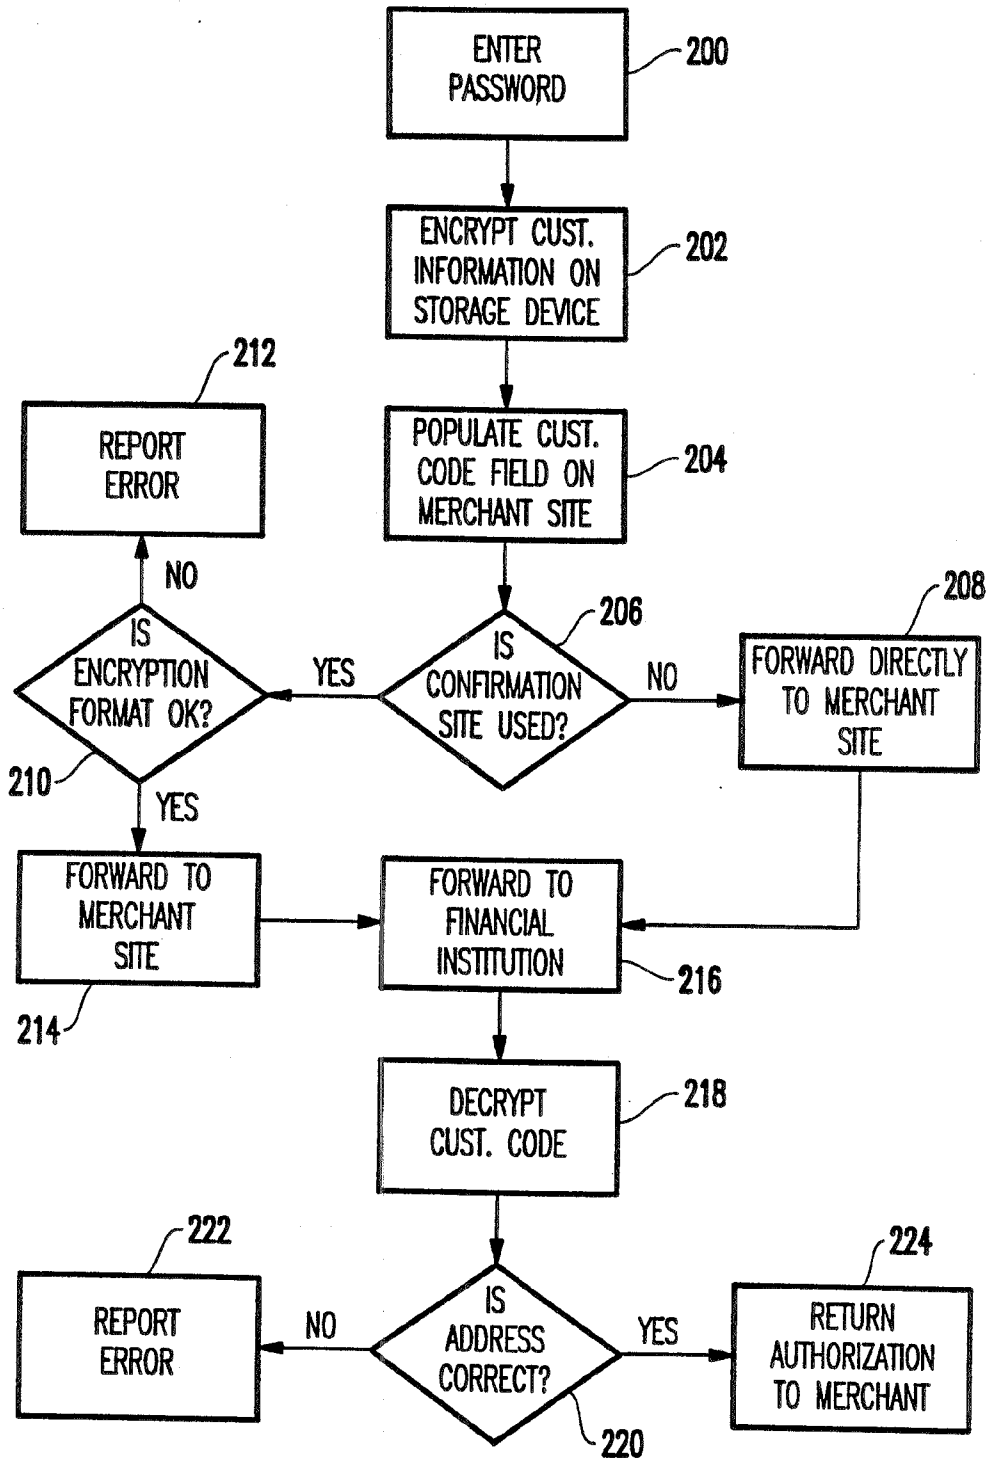 ENTER
PASSWORD
200
ENCRYPT CUST.
INFORMATION ON
STORAGE DEVICE
202
212
REPORT
ERROR
POPULATE CUST.
CODE FIELD ON
MERCHANT SITE
204
NO
206
208
IS
ENCRYPTION
FORMAT OK?
210
YES
IS
CONFIRMATION
SITE USED?
NO
FORWARD DIRECTLY
TO MERCHANT
SITE
YES
FORWARD TO
MERCHANT
SITE
214
FORWARD TO
FINANCIAL
INSTITUTION
216
DECRYPT
CUST. CODE
218
222
REPORT
ERROR
NO
IS
ADDRESS
CORRECT?
220
YES
224
RETURN
AUTHORIZATION
TO MERCHANT